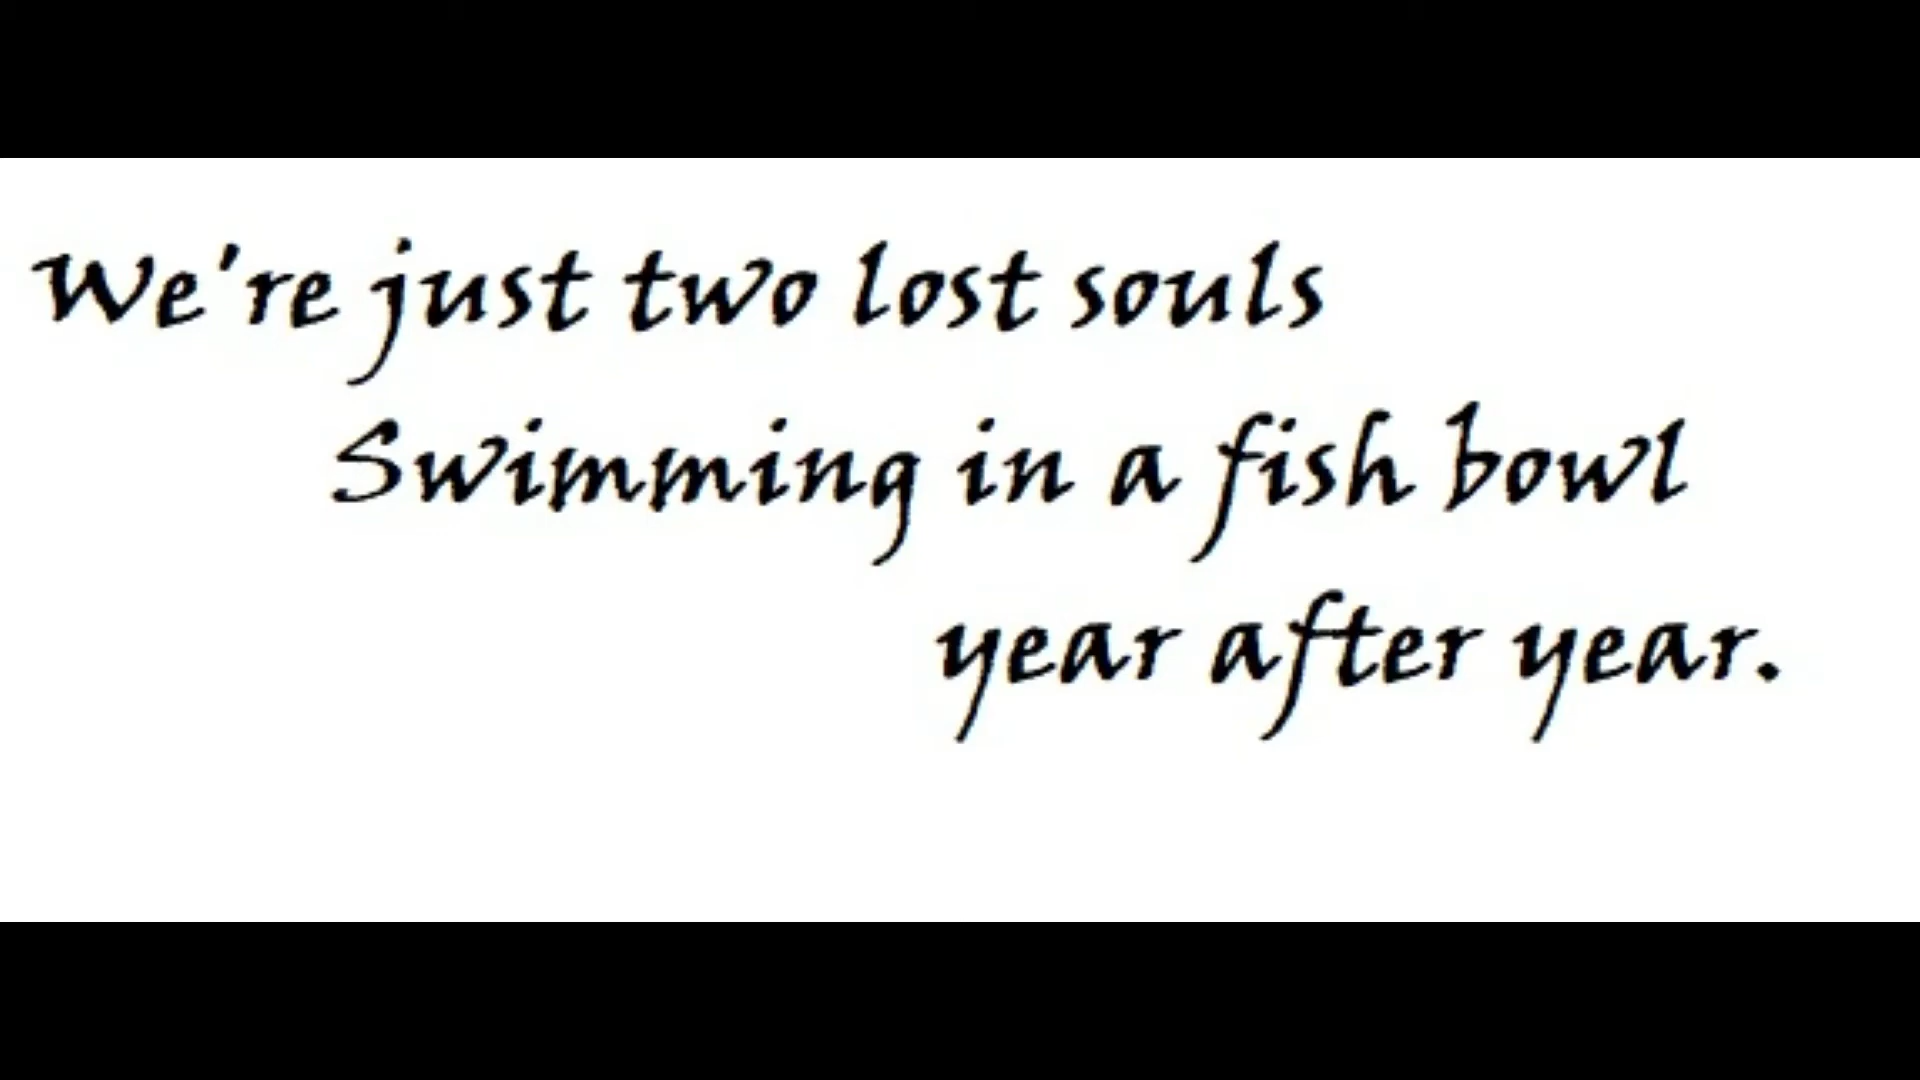 We're just two lost souls
Swimming in a fish bowl
year after year.